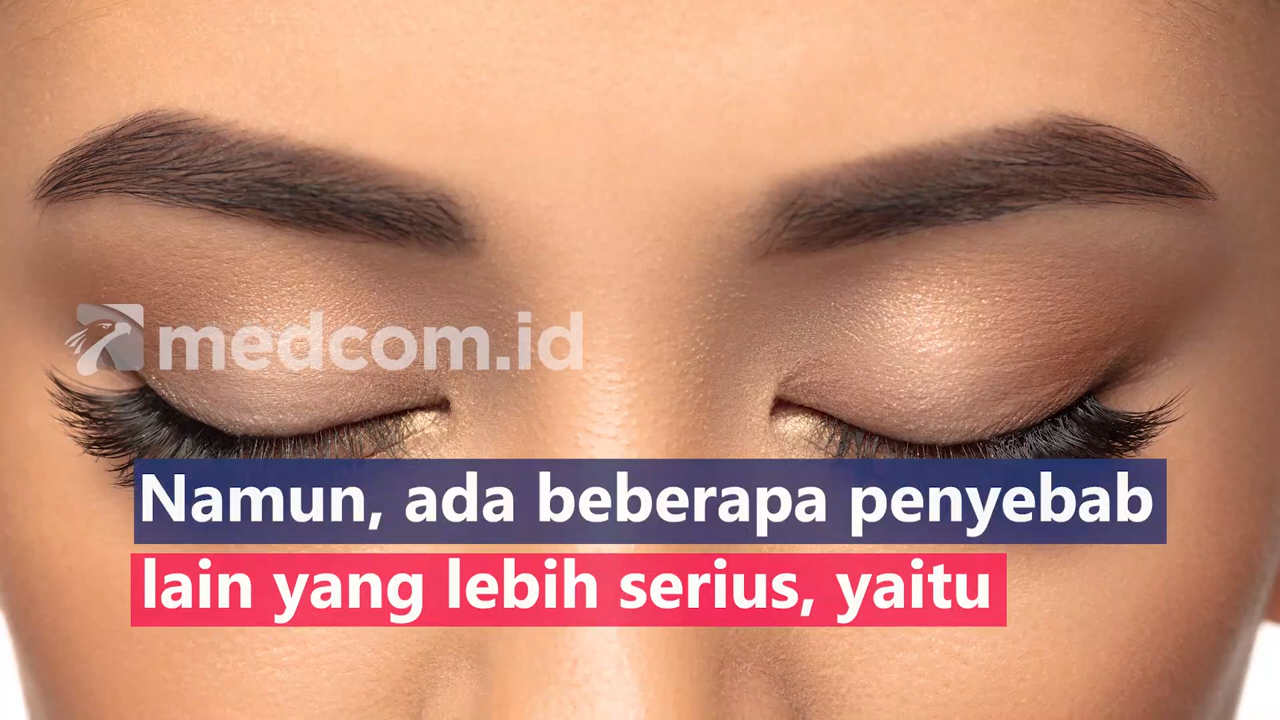 medcom.id
Namun, ada beberapa penyebab
lain yang lebih serius, yaitu